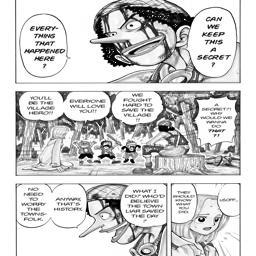 CAN WE
KEEP
THIS A
SECRET?
EVERY-
THING
THAT
HAPPENED
HERE
?
A
SECRET?!
WHY
WOULD WE
WANNA
DO
THAT
?!
WE
FOUGHT
HARD TO
SAVE THE
VILLAGE
!!
EVERYONE
WILL LOVE
YOU!!
YOU'LL
BE THE
VILLAGE
HERO!!
USOPP...
THEY
SHOULD
KNOW
WHAT
YOU DID.
WHAT I
DID? WHO'D
BELIEVE THE
TOWN LIAR
SAVED THE
DAY
ANYWAY,
THAT'S
HISTORY.
NO
NEED TO
WORRY
THE
TOWNS-
FOLK.